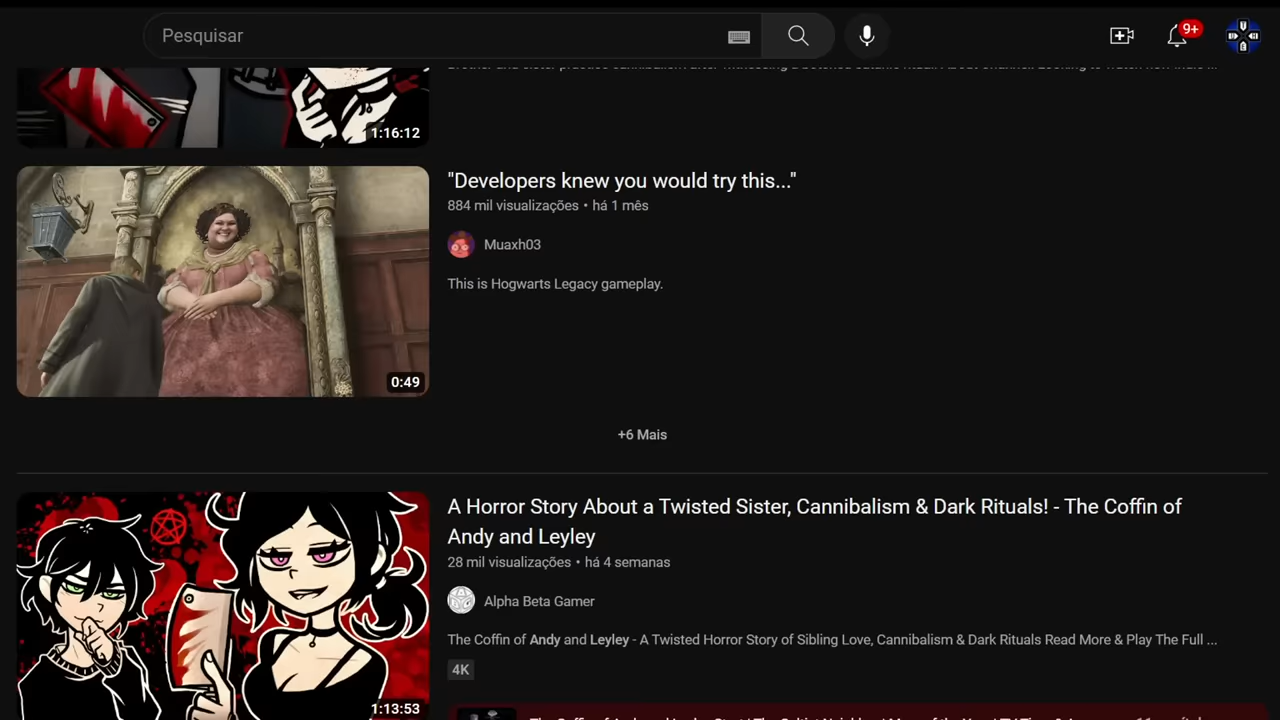 Pesquisar
9+
1:16:12
"Developers knew you would try this..."
884 mil visualizações • há 1 mês
Muaxh03
This is Hogwarts Legacy gameplay.
0:49
+6 Mais
A Horror Story About a Twisted Sister, Cannibalism & Dark Rituals! - The Coffin of
Andy and Leyley
28 mil visualizações • há 4 semanas
Alpha Beta Gamer
The Coffin of Andy and Leyley - A Twisted Horror Story of Sibling Love, Cannibalism & Dark Rituals Read More & Play The Full ...
4K
1:13:53